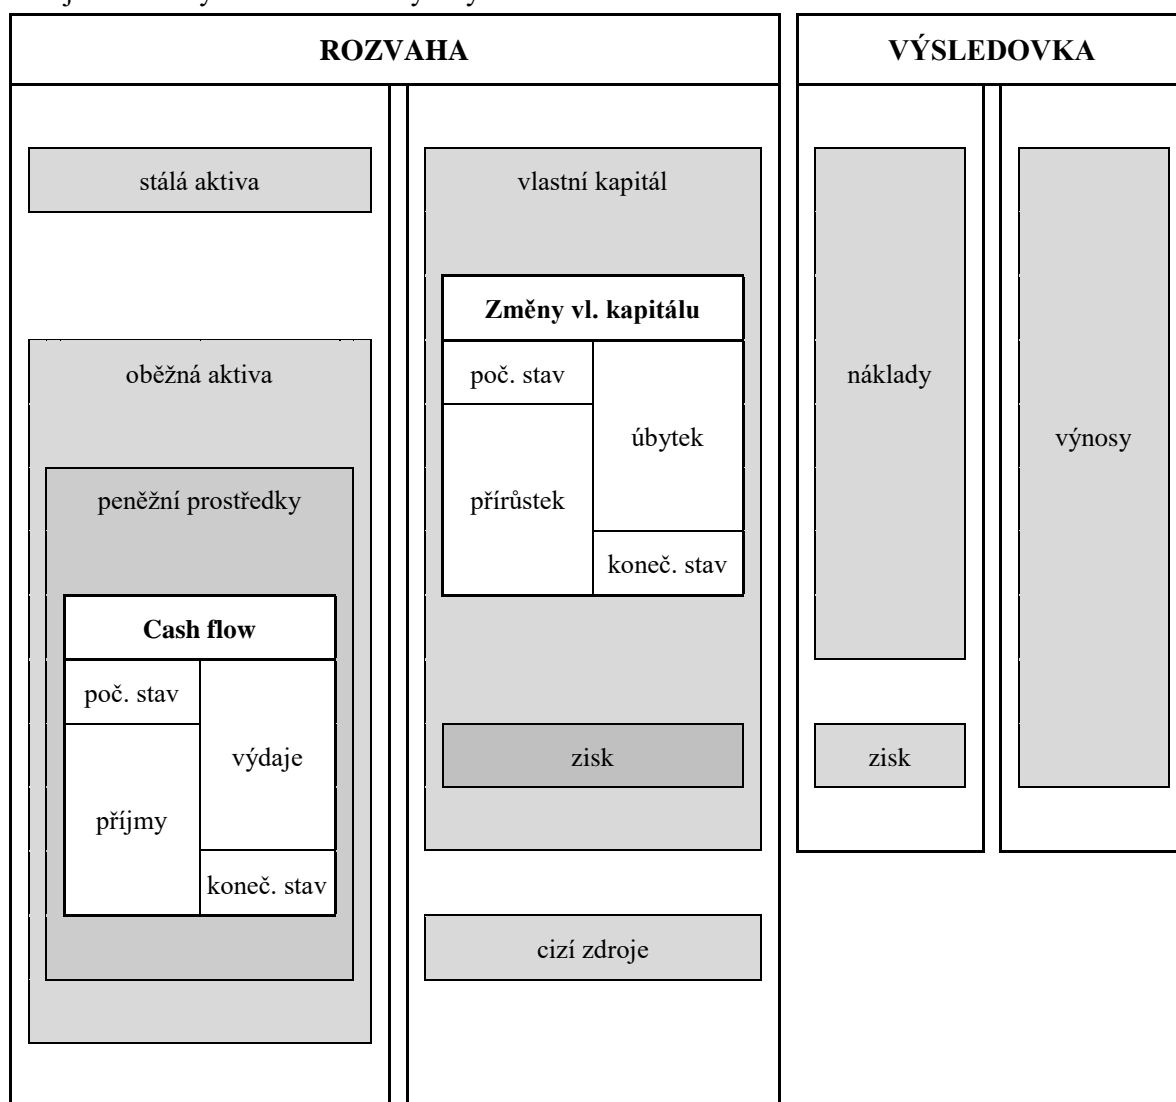 ROZVAHA
VÝSLEDOVKA
stálá aktiva
oběžná aktiva
peněžní prostředky
Cash flow
poč. stav
výdaje
příjmy
koneč. stav
vlastní kapitál
Změny vl. kapitálu
poč. stav
úbytek
přírůstek
koneč. stav
zisk
cizí zdroje
náklady
zisk
výnosy